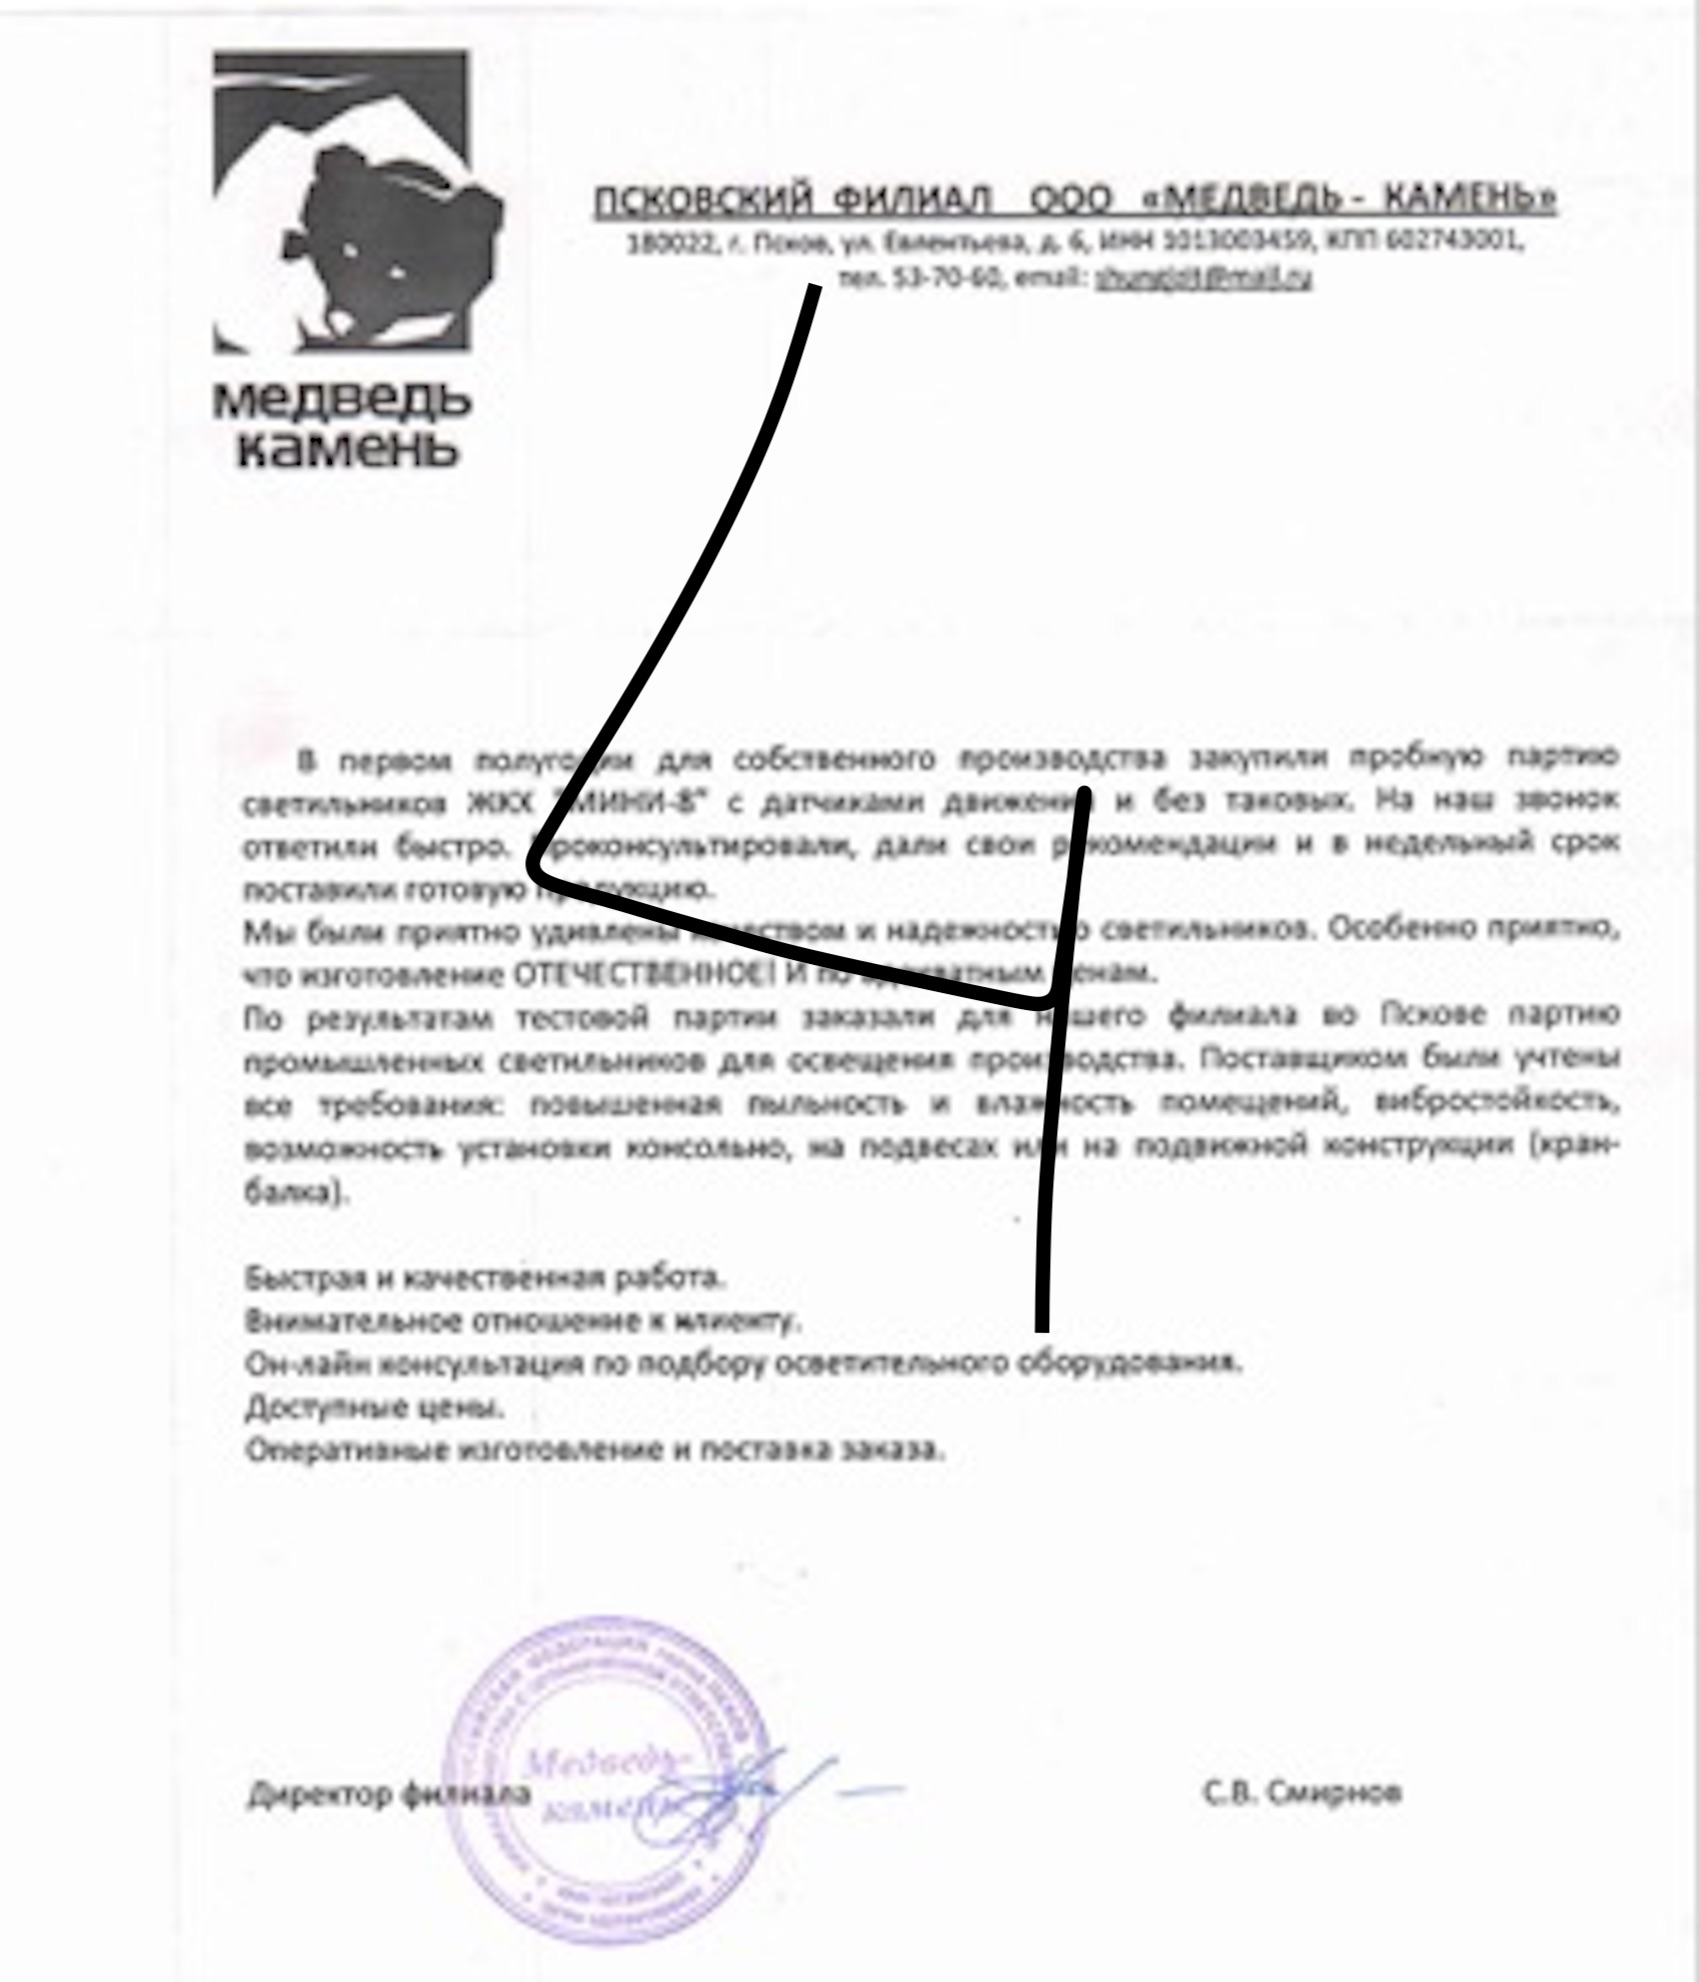 медведь
камень
ПСКОВСКИЙ ФИЛИАЛ ООО «МЕДВЕДЬ - КАМЕНЬ»
180022, г. Псков, ул. Евлентьева, д. 6, ИНН 1013003459, КПП 602743001,
тел. 53-70-60, email:
В первом полугодии для собственного производства закупили пробную партию
светильников ЖКХ "МИНИ-8" с датчиками движения и без таковых. На наш звонок
ответили быстро. Проконсультировали, дали свои рекомендации и в недельный срок
поставили готовую продукцию.
Мы были приятно удивлены качеством и надежностью светильников. Особенно приятно,
что изготовление ОТЕЧЕСТВЕННОЕ! И по адекватным ценам.
По результатам тестовой партии заказали для нашего филиала во Пскове партию
промышленных светильников для освещения производства. Поставщиком были учтены
все требования: повышенная пыльность и влажность помещений, вибростойкость,
возможность установки консольно, на подвесах или на подвижной конструкции (кран-
балка).
Быстрая и качественная работа.
Внимательное отношение к клиенту.
Он-лайн консультация по подбору осветительного оборудования.
Доступные цены.
Оперативные изготовление и поставка заказа.
4
Директор филиала
Медведь-
камень
С.В. Смирнов